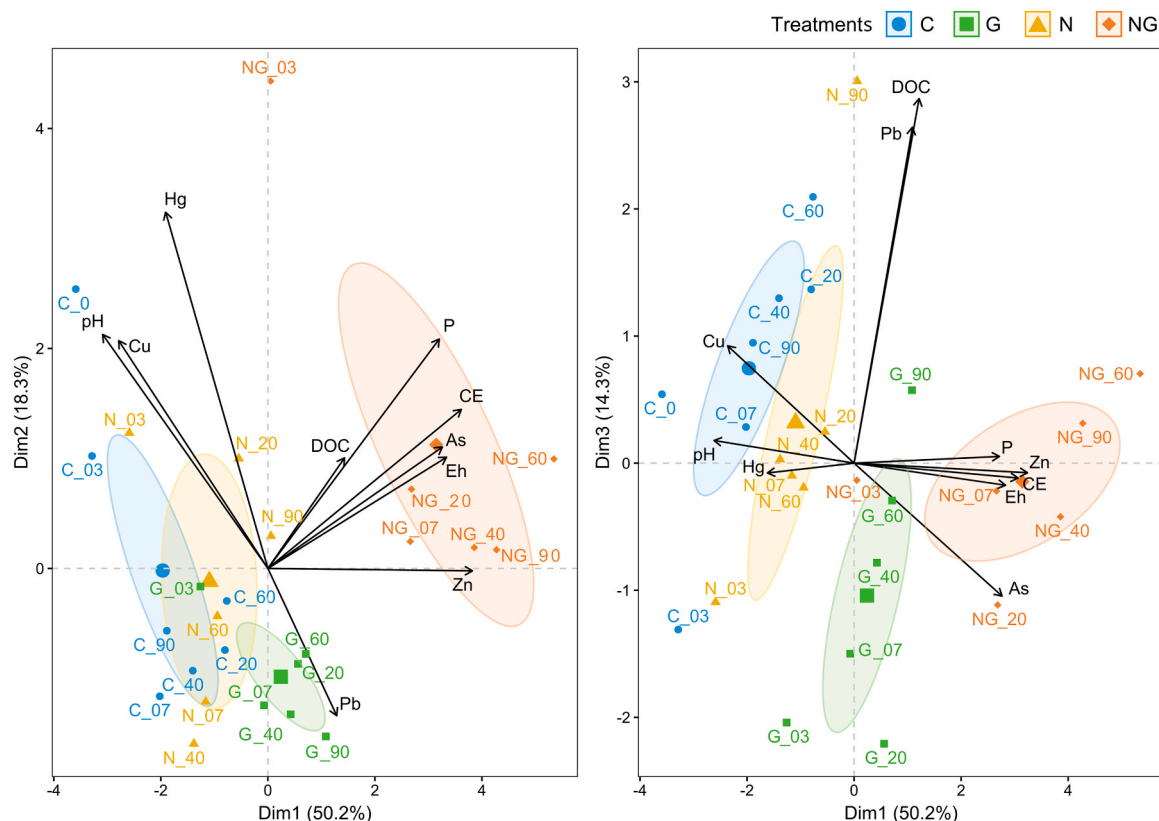 Treatments C G N NG
NG_03
4
Hg
C_0
pH
Cu
P
2
CE
N_03
N_20
DOC
As
Eh
C_03
NG_60
NG_20
N_90
NG_07
NG_40
NG_90
0
G_03
Zn
C_60
N_60
C_90
G_60
C_20
G_20
C_40
G_07
C_07
N_07
Pb
G_40
N_40
G_90
-4 -2 0 2 4
Dim1 (50.2%)
Dim2 (18.3%)
3
DOC
N_90
Pb
2
C_60
C_20
C_40
1
Cu
C_90
G_90
NG_60
C_0
C_07
N_20
NG_90
N_40
P
pH
0
Hg
Zn
N_07
NG_03
NG_07
CE
Eh
N_60
G_60
NG_40
G_40
-1
N_03
As
C_03
NG_20
G_07
-2
G_03
G_20
-4 -2 0 2 4
Dim1 (50.2%)
Dim3 (14.3%)